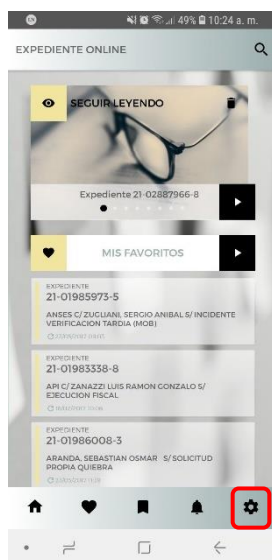 49% 10:24 a. m.
EXPEDIENTE ONLINE
SEGUIR LEYENDO
Expediente 21-02887966-8
MIS FAVORITOS
EXPEDIENTE
21-01985973-5
ANSES C/ ZUCLIANI, SERGIO ANIBAL S/ INCIDENTE
VERIFICACION TARDIA (MOB)
EXPEDIENTE
21-01983338-8
API C/ ZANAZZI LUIS RAMON GONZALO S/
EJECUCION FISCAL
EXPEDIENTE
21-01986008-3
ARANDA, SEBASTIAN OSMAR S/ SOLICITUD
PROPIA QUIEBRA